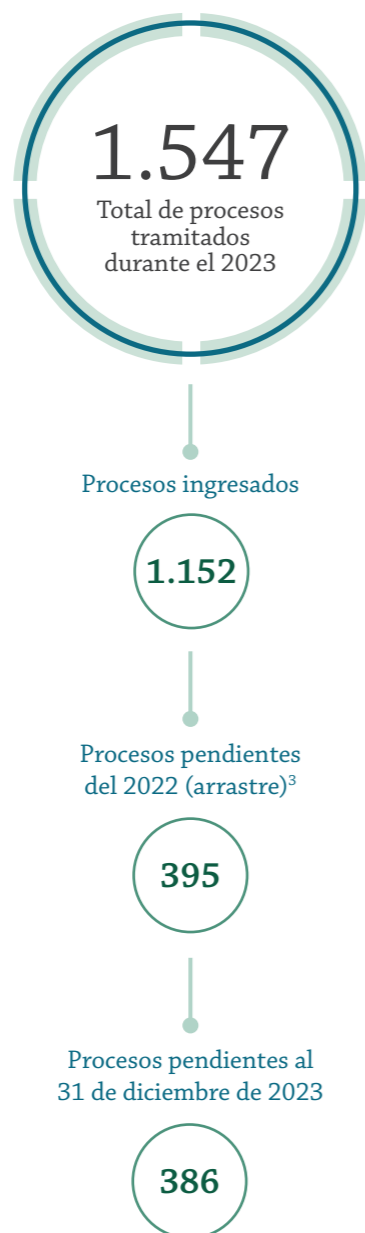 1.547
Total de procesos
tramitados
durante el 2023
Procesos ingresados
1.152
Procesos pendientes
del 2022 (arrastre)³
395
Procesos pendientes al
31 de diciembre de 2023
386